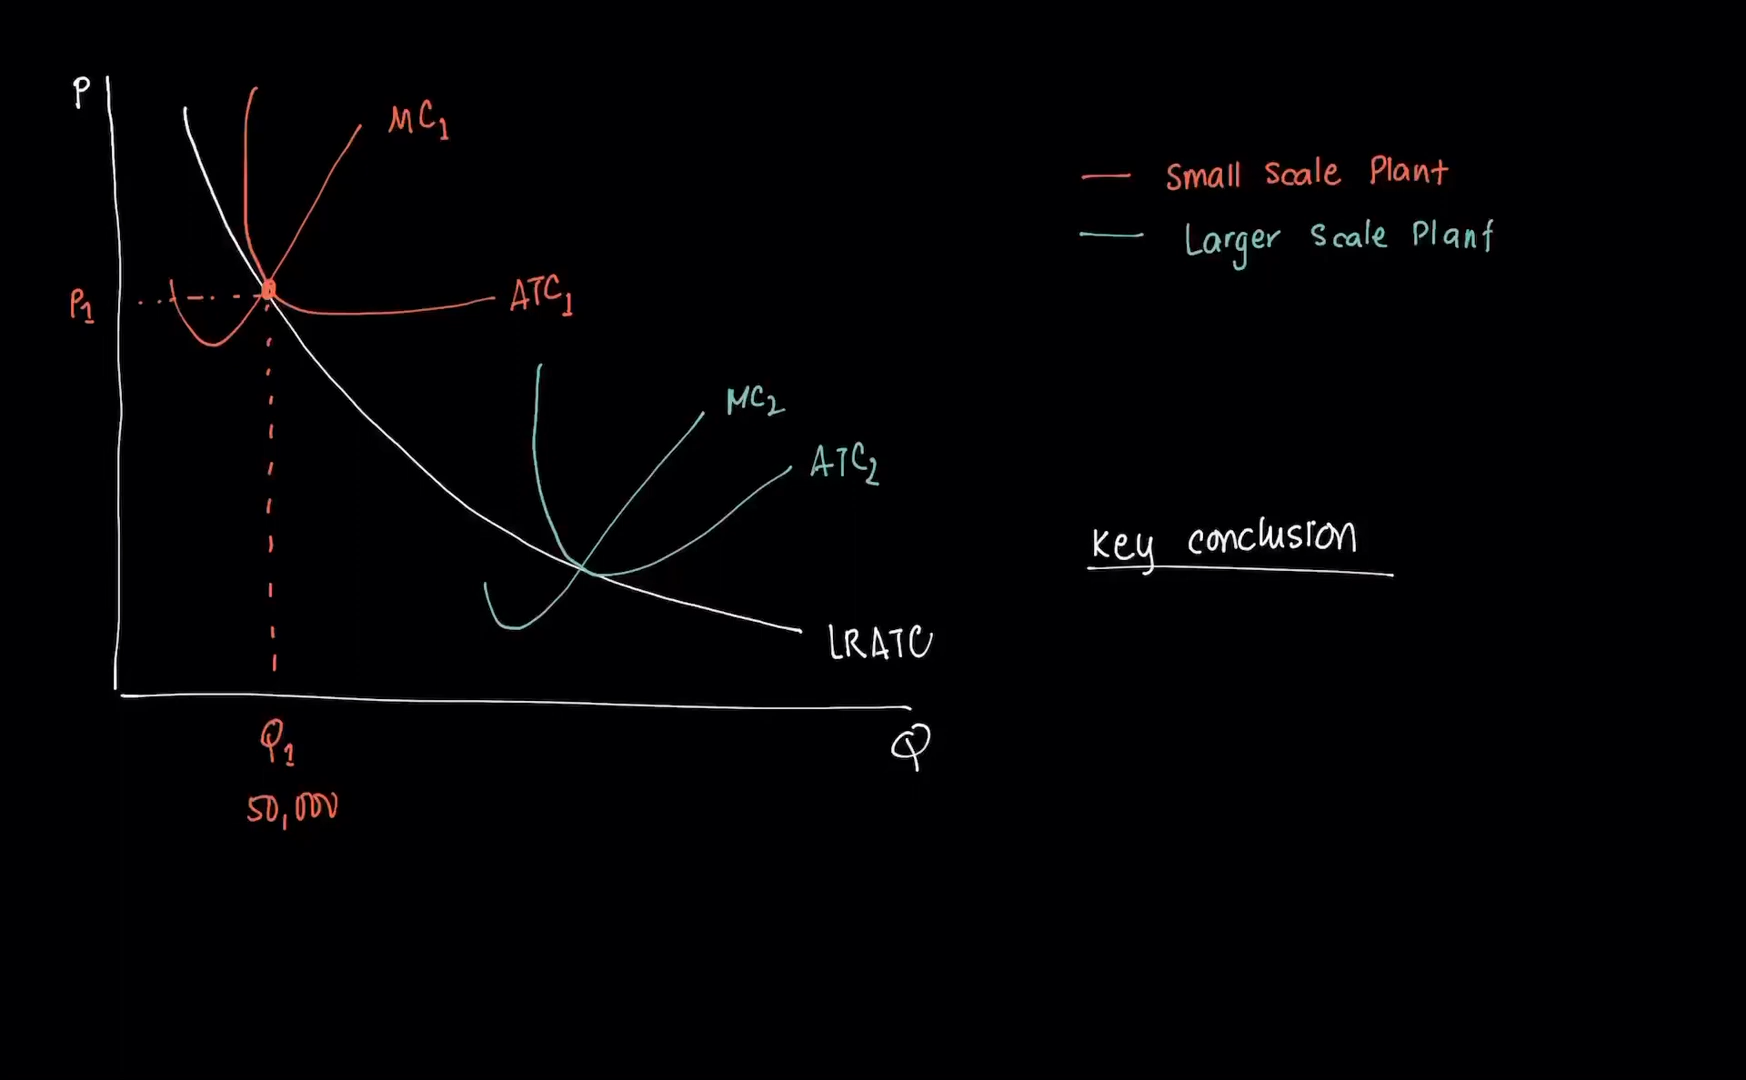 P
MC1
Small Scale Plant
Larger Scale Plant
P1
ATC1
MC2
ATC2
Key conclusion
LRATC
Q1
Q
50,000